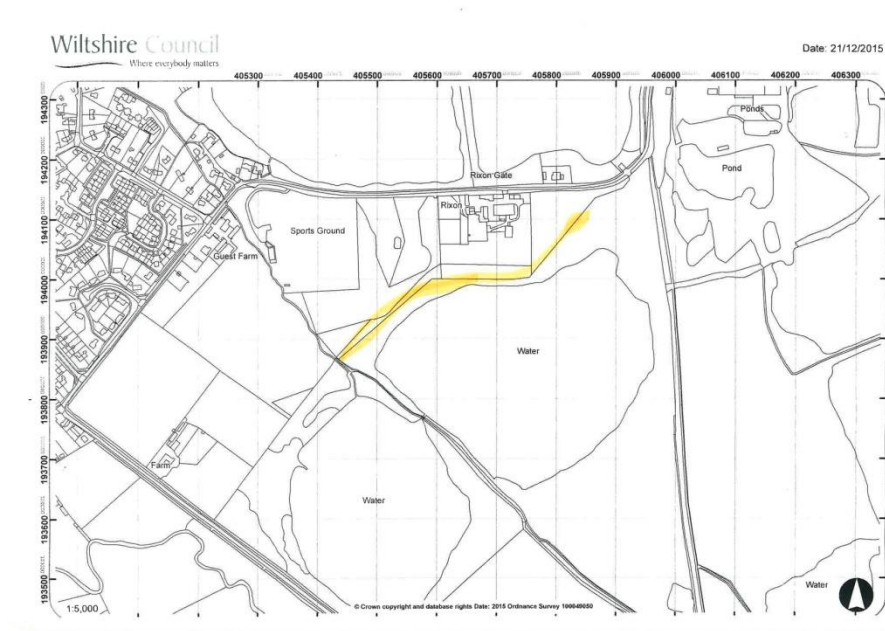 Wiltshire Council
Where everybody matters
Date: 21/12/2015
405300 405400 405500 405600 405700 405800 405900 406000 406100 406200 406300
194300
194200
194100
194000
193900
193800
193700
193600
193500
Ponds
Pond
Rixon Gate
Rixon
Sports Ground
Guest Farm
Water
Farm
Water
Water
1:5,000
© Crown copyright and database rights Date: 2015 Ordnance Survey 100049050